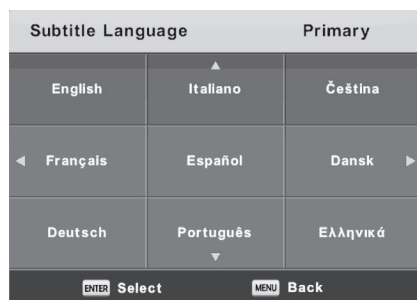 Subtitle Language Primary
English Italiano Čeština
Français Español Dansk
Deutsch Português Ελληνικά
ENTER Select MENU Back